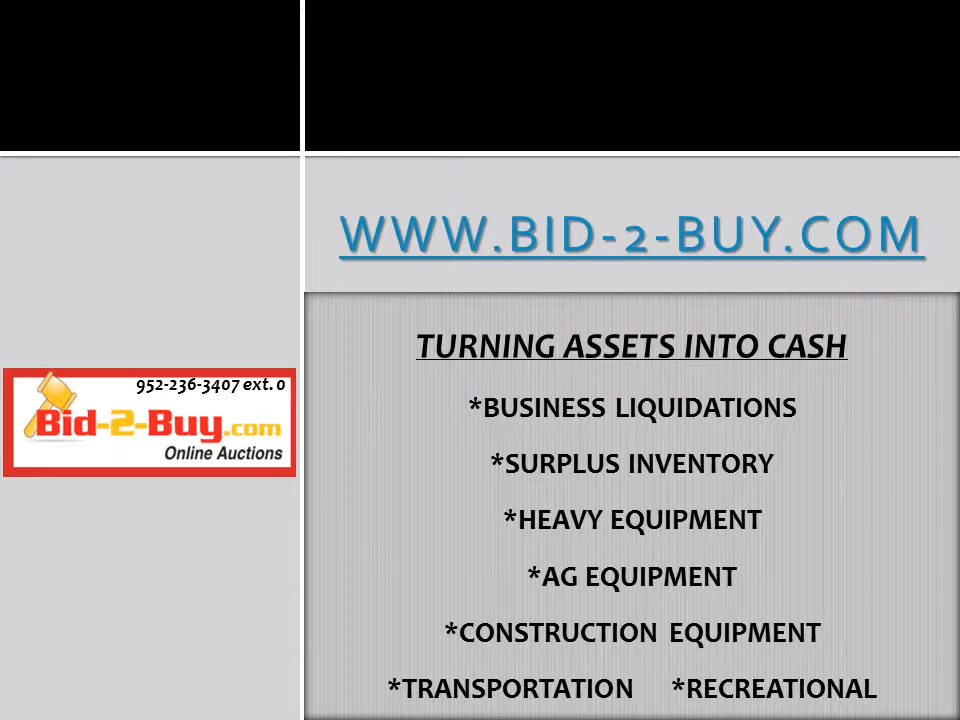 WWW.BID-2-BUY.COM
TURNING ASSETS INTO CASH
*BUSINESS LIQUIDATIONS
*SURPLUS INVENTORY
*HEAVY EQUIPMENT
*AG EQUIPMENT
*CONSTRUCTION EQUIPMENT
*TRANSPORTATION *RECREATIONAL
952-236-3407 ext. 0
Bid-2-Buy.com
Online Auctions